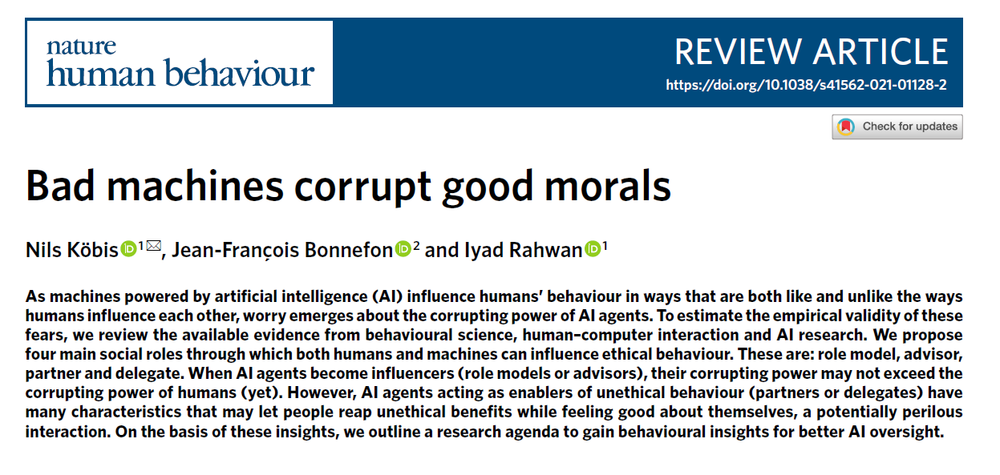 nature
human behaviour
REVIEW ARTICLE
https://doi.org/10.1038/s41562-021-01128-2
Check for updates
Bad machines corrupt good morals
Nils Köbis iD 1 ✉, Jean-François Bonnefon iD 2 and Iyad Rahwan iD 1
As machines powered by artificial intelligence (AI) influence humans’ behaviour in ways that are both like and unlike the ways
humans influence each other, worry emerges about the corrupting power of AI agents. To estimate the empirical validity of these
fears, we review the available evidence from behavioural science, human–computer interaction and AI research. We propose
four main social roles through which both humans and machines can influence ethical behaviour. These are: role model, advisor,
partner and delegate. When AI agents become influencers (role models or advisors), their corrupting power may not exceed the
corrupting power of humans (yet). However, AI agents acting as enablers of unethical behaviour (partners or delegates) have
many characteristics that may let people reap unethical benefits while feeling good about themselves, a potentially perilous
interaction. On the basis of these insights, we outline a research agenda to gain behavioural insights for better AI oversight.